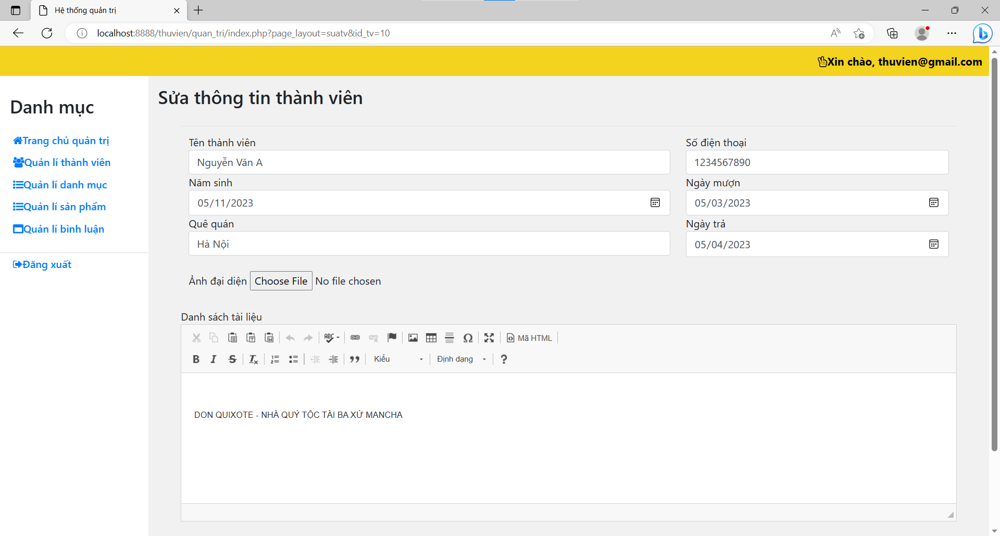 Hệ thống quản trị
localhost:8888/thuvien/quan_tri/index.php?page_layout=suatv&id_tv=10
Xin chào, thuvien@gmail.com
Danh mục
Trang chủ quản trị
Quản lí thành viên
Quản lí danh mục
Quản lí sản phẩm
Quản lí bình luận
Đăng xuất
Sửa thông tin thành viên
Tên thành viên
Nguyễn Văn A
Số điện thoại
1234567890
Năm sinh
05/11/2023
Ngày mượn
05/03/2023
Quê quán
Hà Nội
Ngày trả
05/04/2023
Ảnh đại diện Choose File No file chosen
Danh sách tài liệu
ABC
Mã HTML
B I S Tx Kiểu Định dạng ?
DON QUIXOTE - NHÀ QUÝ TỘC TÀI BA XỨ MANCHA